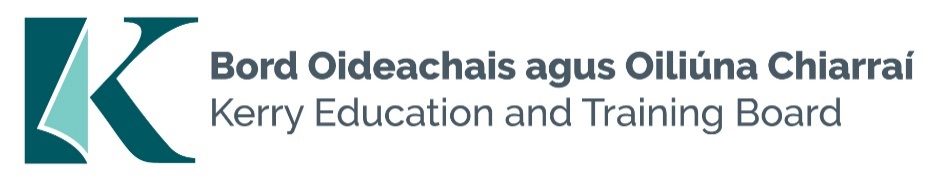 Bord Oideachais agus Oiliúna Chiarraí
Kerry Education and Training Board